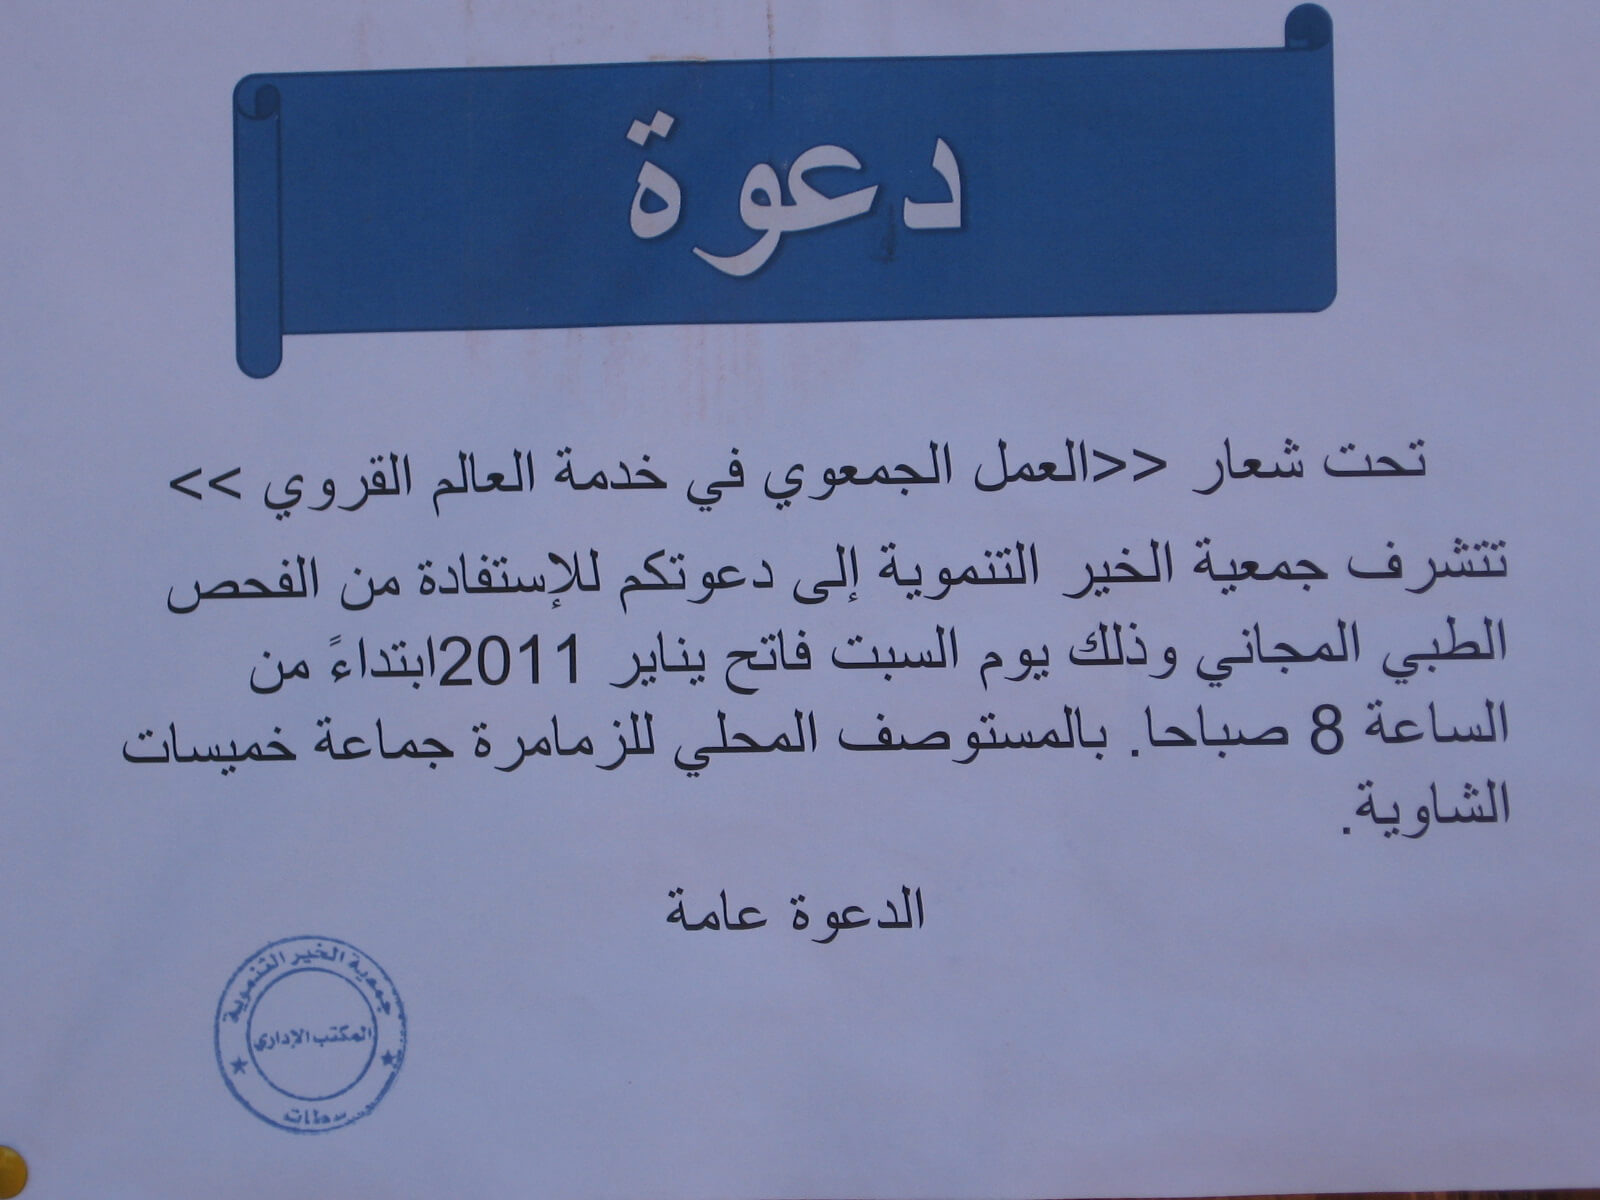 دعوة
تحت شعار <<العمل الجمعوي في خدمة العالم القروي >>
تتشرف جمعية الخير التنموية إلى دعوتكم للإستفادة من الفحص
الطبي المجاني وذلك يوم السبت فاتح يناير 2011ابتداءً من
الساعة 8 صباحا. بالمستوصف المحلي للزمامرة جماعة خميسات
الشاوية.
الدعوة عامة
جمعية الخير التنموية
المكتب الإداري
سطات